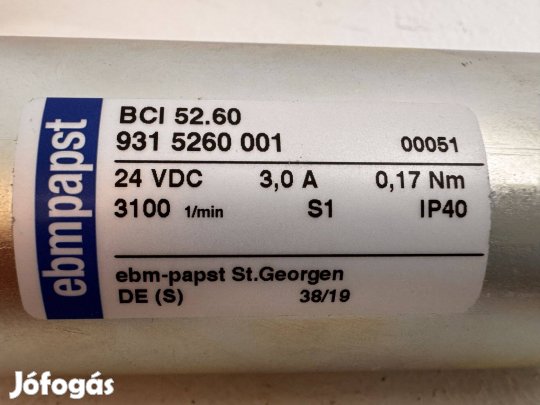 ebmpapst
BCI 52.60
931 5260 001 00051
24 VDC 3,0 A 0,17 Nm
3100 1/min S1 IP40
ebm-papst St.Georgen
DE (S) 38/19
Jófogás